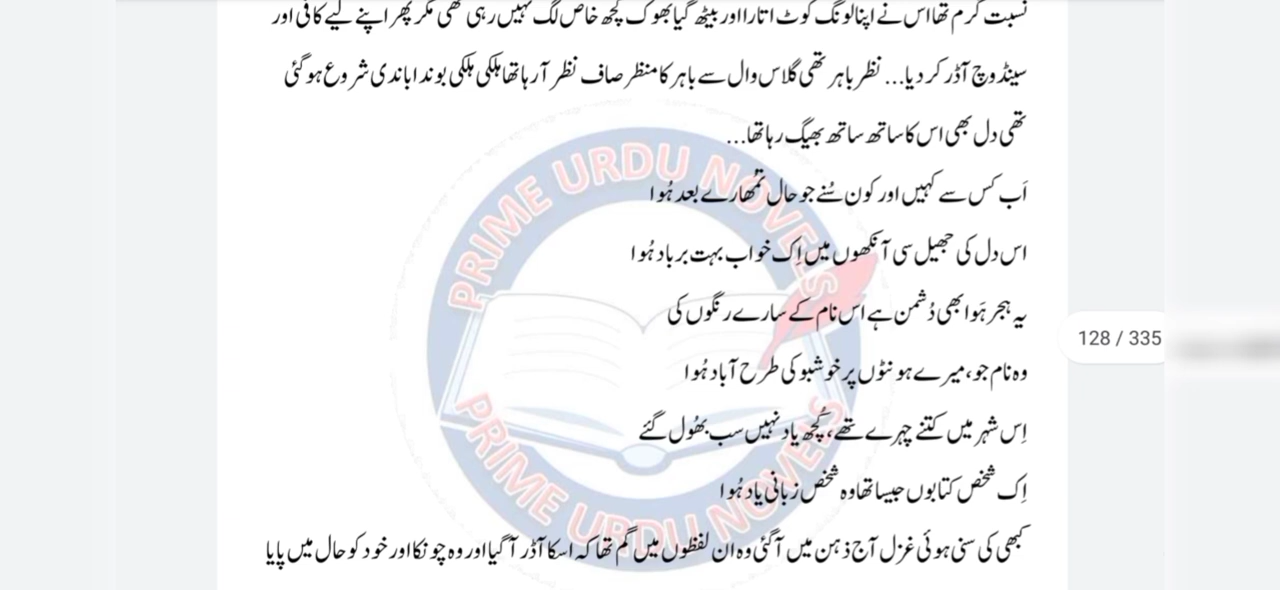 نسبت گرم تھا اس نے اپنا لونگ کوٹ اتارا اور بیٹھ گیا بھوک کچھ خاص لگ نہیں رہی تھی مگر پھر اپنے لیے کافی اور
سینڈوچ آڈر کر دیا... نظر باہر تھی گلاس وال سے باہر کا منظر صاف نظر آرہا تھا ہلکی ہلکی بوندا باندی شروع ہو گئی
تھی دل بھی اس کا ساتھ ساتھ بھیگ رہا تھا...
اَب کس سے کہیں اور کون سُنے جو حال تُمھارے بعد ہُوا
اس دل کی جھیل سی آنکھوں میں اِک خواب بہت برباد ہُوا
یہ ہجر ہَوا بھی دُشمن ہے اس نام کے سارے رنگوں کی
وہ نام جو، میرے ہونٹوں پر خوشبو کی طرح آباد ہُوا
اِس شہر میں کتنے چہرے تھے، کُچھ یاد نہیں سب بھُول گئے
اِک شخص کتابوں جیسا تھا وہ شخص زبانی یاد ہُوا
کبھی کی سنی ہوئی غزل آج ذہن میں آگئی وہ ان لفظوں میں گم تھا کہ اسکا آڈر آگیا اور وہ چونکا اور خود کو حال میں پایا
PRIME URDU NOVELS
PRIME URDU NOVELS
128 / 335